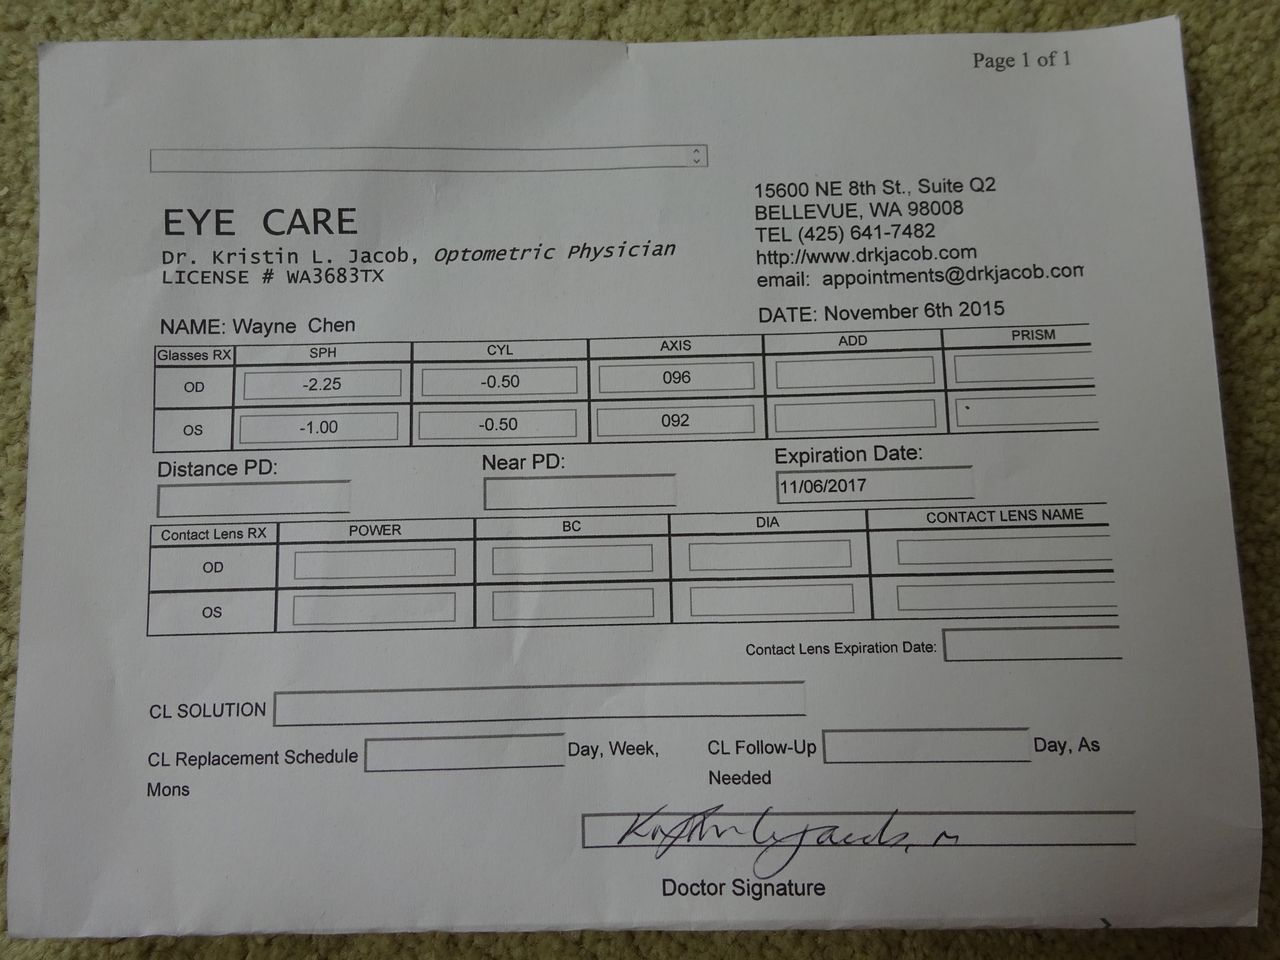 Page 1 of 1
EYE CARE
Dr. Kristin L. Jacob, Optometric Physician
LICENSE # WA3683TX
15600 NE 8th St., Suite Q2
BELLEVUE, WA 98008
TEL (425) 641-7482
http://www.drkjacob.com
email: appointments@drkjacob.com
NAME: Wayne Chen
DATE: November 6th 2015
Glasses RX SPH CYL AXIS ADD PRISM
OD -2.25 -0.50 096
OS -1.00 -0.50 092
Distance PD: Near PD: Expiration Date:
11/06/2017
Contact Lens RX POWER BC DIA CONTACT LENS NAME
OD
OS
Contact Lens Expiration Date:
CL SOLUTION
CL Replacement Schedule Day, Week,
Mons
CL Follow-Up Day, As
Needed
Doctor Signature